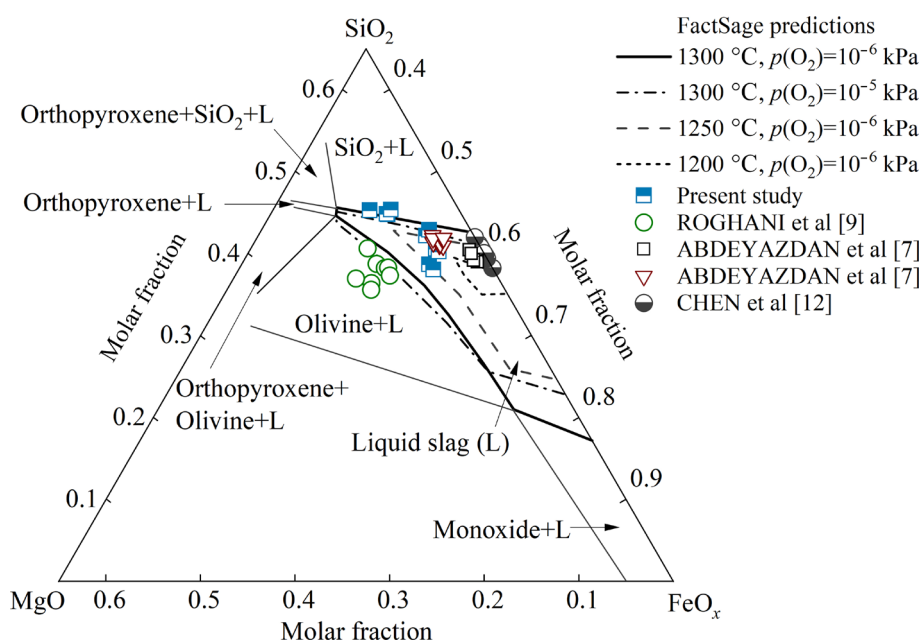 FactSage predictions
1300 °C, p(O₂)=10⁻⁶ kPa
1300 °C, p(O₂)=10⁻⁵ kPa
1250 °C, p(O₂)=10⁻⁶ kPa
1200 °C, p(O₂)=10⁻⁶ kPa
Present study
ROGHANI et al [9]
ABDEYAZDAN et al [7]
ABDEYAZDAN et al [7]
CHEN et al [12]
SiO₂
0.4
0.6
Orthopyroxene+SiO₂+L
SiO₂+L
0.5
0.5
Orthopyroxene+L
0.6
0.4
Molar fraction
Molar fraction
0.7
0.3
Olivine+L
Orthopyroxene+
Olivine+L
0.8
0.2
Liquid slag (L)
0.9
0.1
Monoxide+L
MgO
0.6
0.5
0.4
0.3
0.2
0.1
FeOₓ
Molar fraction